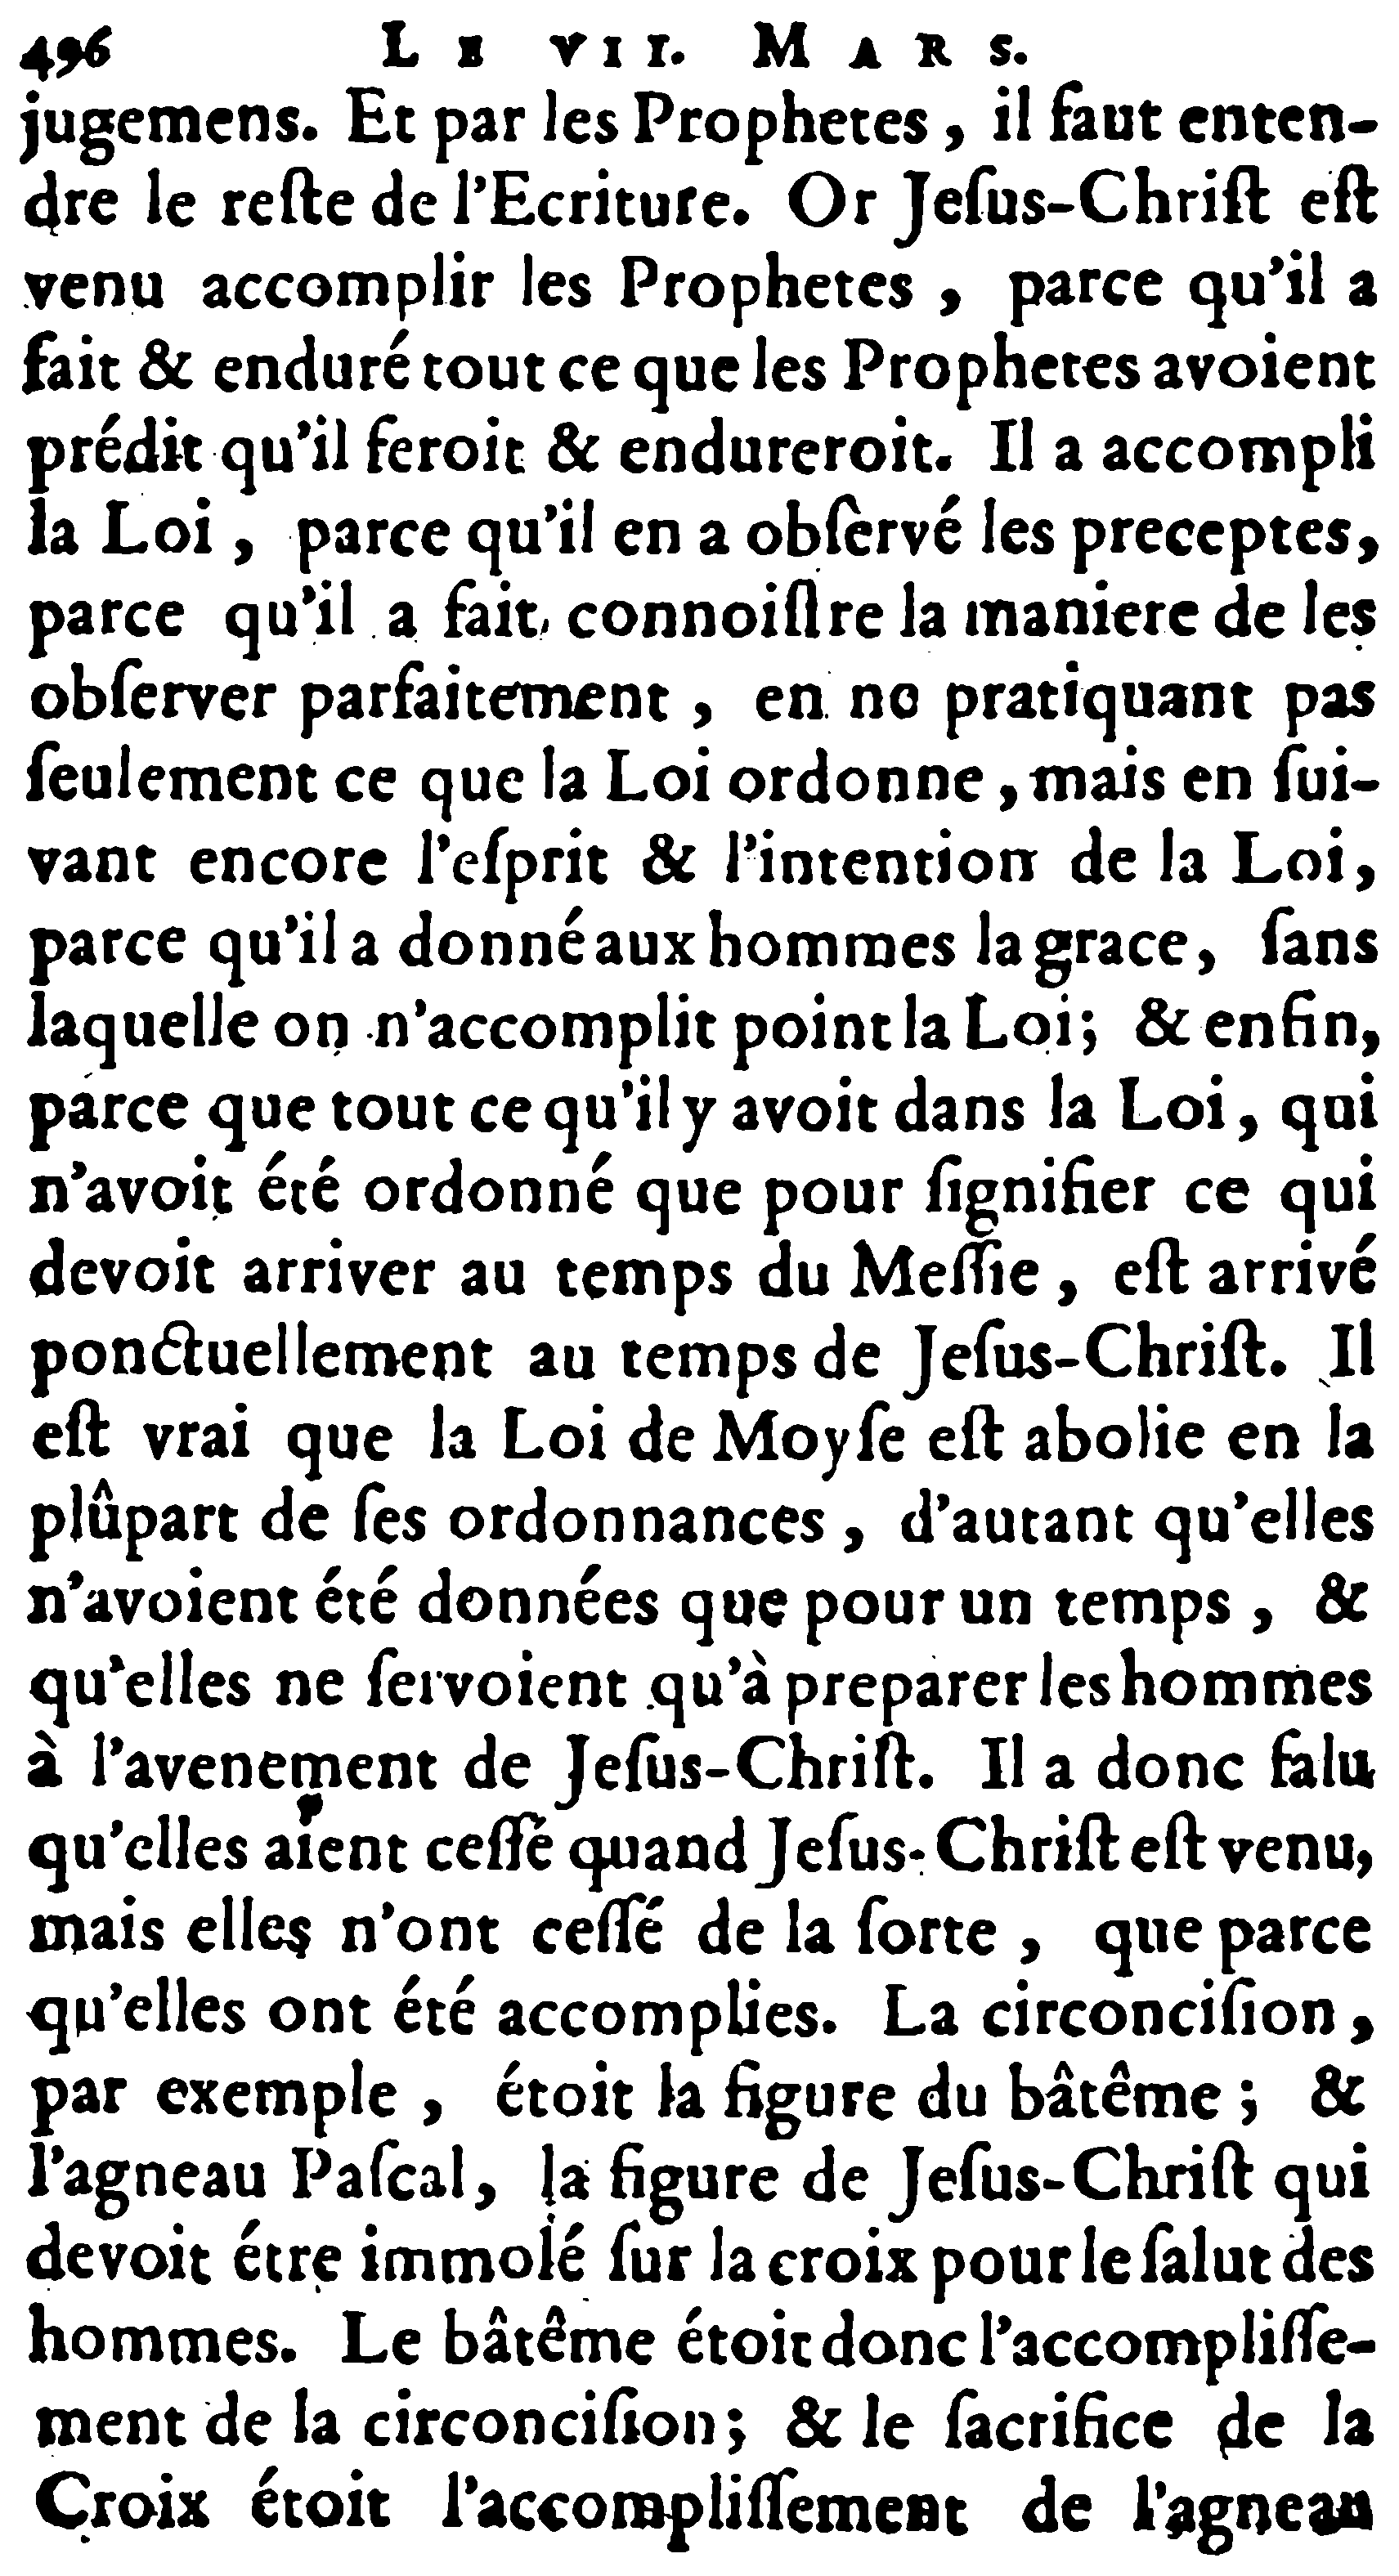 496 LE VII. MARS.
jugemens. Et par les Prophetes, il faut enten-
dre le reſte de l'Ecriture. Or Jeſus-Chriſt eſt
venu accomplir les Prophetes, parce qu'il a
fait & enduré tout ce que les Prophetes avoient
prédit qu'il feroit & endureroit. Il a accompli
la Loi, parce qu'il en a obſervé les preceptes,
parce qu'il a fait connoiſtre la maniere de les
obſerver parfaitement, en ne pratiquant pas
ſeulement ce que la Loi ordonne, mais en ſui-
vant encore l'eſprit & l'intention de la Loi,
parce qu'il a donné aux hommes la grace, ſans
laquelle on n'accomplit point la Loi; & enfin,
parce que tout ce qu'il y avoit dans la Loi, qui
n'avoit été ordonné que pour ſignifier ce qui
devoit arriver au temps du Meſſie, eſt arrivé
ponctuellement au temps de Jeſus-Chriſt. Il
eſt vrai que la Loi de Moyſe eſt abolie en la
plûpart de ſes ordonnances, d'autant qu'elles
n'avoient été données que pour un temps, &
qu'elles ne ſervoient qu'à preparer les hommes
à l'avenement de Jeſus-Chriſt. Il a donc falu
qu'elles aient ceſſé quand Jeſus-Chriſt eſt venu,
mais elles n'ont ceſſé de la ſorte, que parce
qu'elles ont été accomplies. La circonciſion,
par exemple, étoit la figure du bâtême; &
l'agneau Paſcal, la figure de Jeſus-Chriſt qui
devoit étre immolé ſur la croix pour le ſalut des
hommes. Le bâtême étoit donc l'accompliſſe-
ment de la circonciſion; & le ſacrifice de la
Croix étoit l'accompliſſement de l'agneau